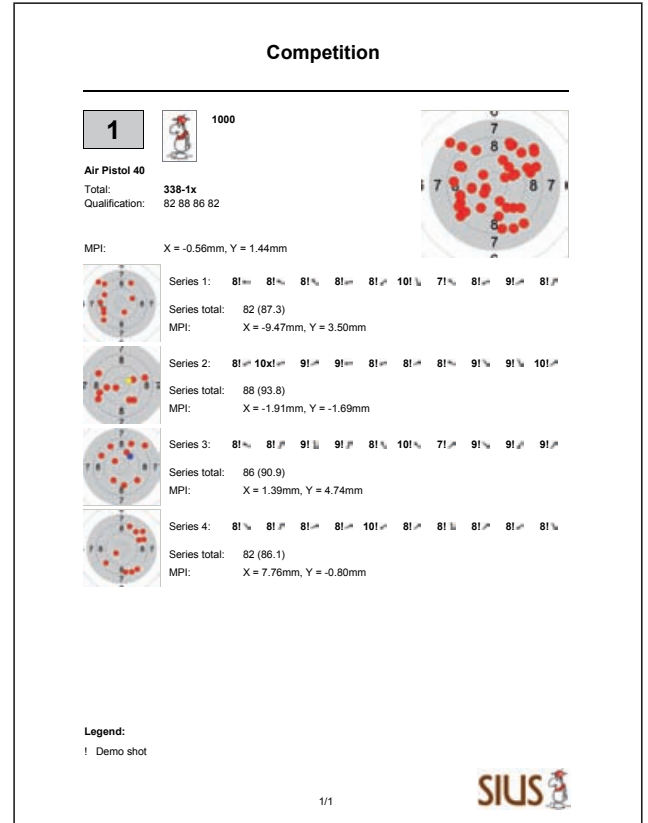 Competition
1
1000
Air Pistol 40
Total: 338-1x
Qualification: 82 88 86 82
MPI: X = -0.56mm, Y = 1.44mm
Series 1: 8! 8! 8! 8! 8! 10! 7! 8! 9! 8!
Series total: 82 (87.3)
MPI: X = -9.47mm, Y = 3.50mm
Series 2: 8! 10x! 9! 9! 8! 8! 8! 9! 9! 10!
Series total: 88 (93.8)
MPI: X = -1.91mm, Y = -1.69mm
Series 3: 8! 8! 9! 9! 8! 10! 7! 9! 9! 9!
Series total: 86 (90.9)
MPI: X = 1.39mm, Y = 4.74mm
Series 4: 8! 8! 8! 8! 10! 8! 8! 8! 8! 8!
Series total: 82 (86.1)
MPI: X = 7.76mm, Y = -0.80mm
Legend:
! Demo shot
1/1
SIUS